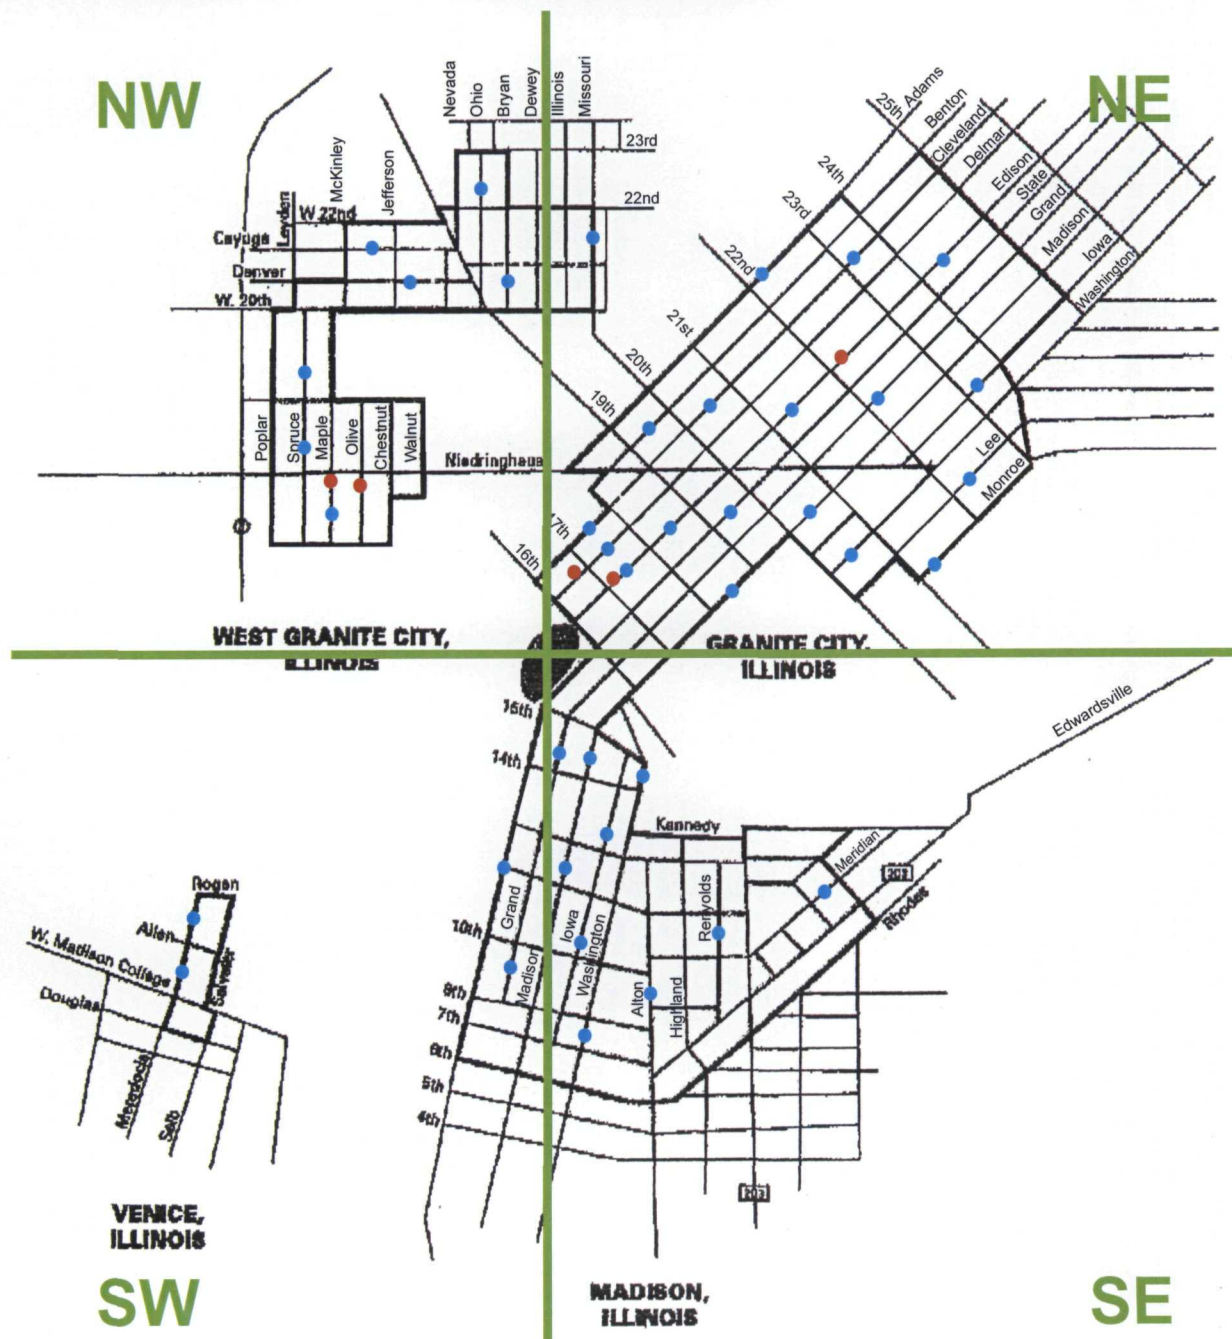 NW
NE
SW
SE
Nevada
Ohio
Bryan
Dewey
Illinois
Missouri
23rd
22nd
McKinley
Jefferson
Leyden
W. 22nd
Cayuga
Denver
W. 20th
Poplar
Spruce
Maple
Olive
Chestnut
Walnut
Niedringhaus
WEST GRANITE CITY,
ILLINOIS
25th
Adams
Benton
Cleveland
Delmar
Edison
State
Grand
Madison
Iowa
Washington
24th
23rd
22nd
21st
20th
19th
17th
16th
Lee
Monroe
GRANITE CITY,
ILLINOIS
15th
14th
10th
7th
6th
5th
4th
Grand
Madison
Iowa
Washington
Kennedy
Alton
Highland
Renyolds
Meridian
Rhodes
Edwardsville
203
203
MADISON,
ILLINOIS
Rogan
Allen
W. Madison College
Douglas
Meredocia
Selb
VENICE,
ILLINOIS